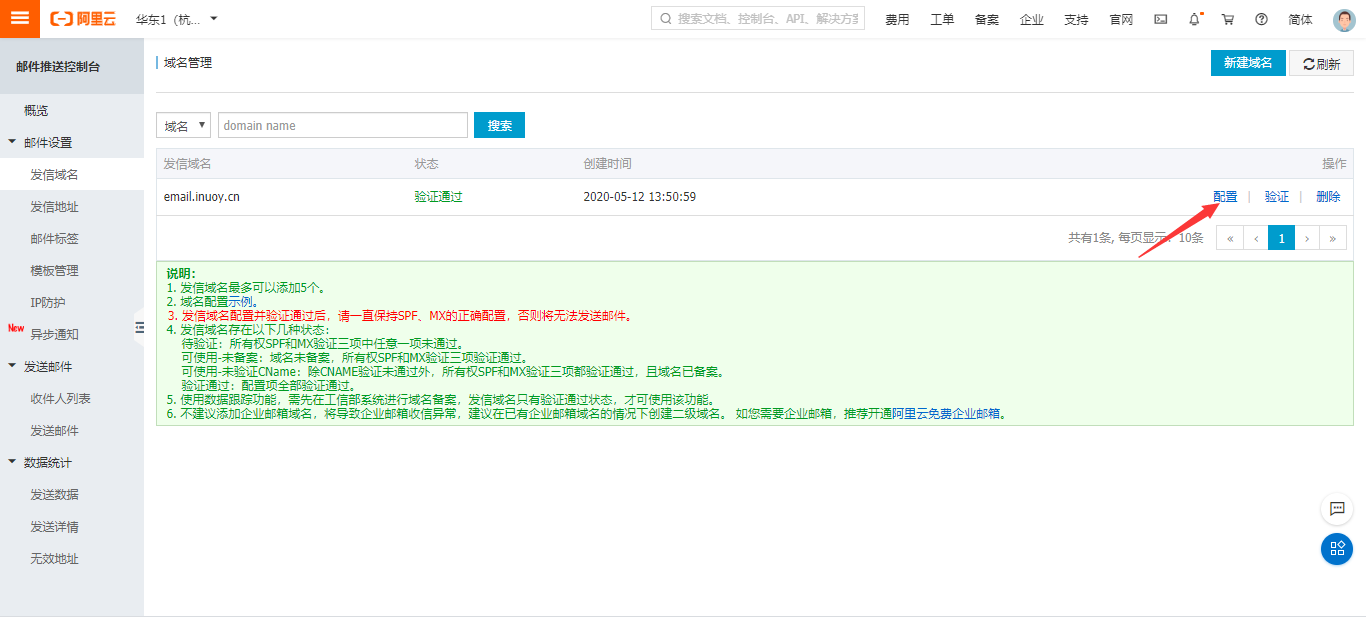 阿里云
华东1（杭...
搜索文档、控制台、API、解决方案
费用
工单
备案
企业
支持
官网
简体
邮件推送控制台
概览
邮件设置
发信域名
发信地址
邮件标签
模板管理
IP防护
New 异步通知
发送邮件
收件人列表
发送邮件
数据统计
发送数据
发送详情
无效地址
域名管理
新建域名
刷新
域名
domain name
搜索
发信域名 状态 创建时间 操作
email.inuoy.cn 验证通过 2020-05-12 13:50:59 配置 | 验证 | 删除
共有1条, 每页显示：10条 « ‹ 1 › »
说明：
1. 发信域名最多可以添加5个。
2. 域名配置示例。
3. 发信域名配置并验证通过后，请一直保持SPF、MX的正确配置，否则将无法发送邮件。
4. 发信域名存在以下几种状态：
待验证：所有权SPF和MX验证三项中任意一项未通过。
可使用-未备案：域名未备案，所有权SPF和MX验证三项验证通过。
可使用-未验证CName：除CNAME验证未通过外，所有权SPF和MX验证三项都验证通过，且域名已备案。
验证通过：配置项全部验证通过。
5. 使用数据跟踪功能，需先在工信部系统进行域名备案，发信域名只有验证通过状态，才可使用该功能。
6. 不建议添加企业邮箱域名，将导致企业邮箱收信异常，建议在已有企业邮箱域名的情况下创建二级域名。 如您需要企业邮箱，推荐开通阿里云免费企业邮箱。